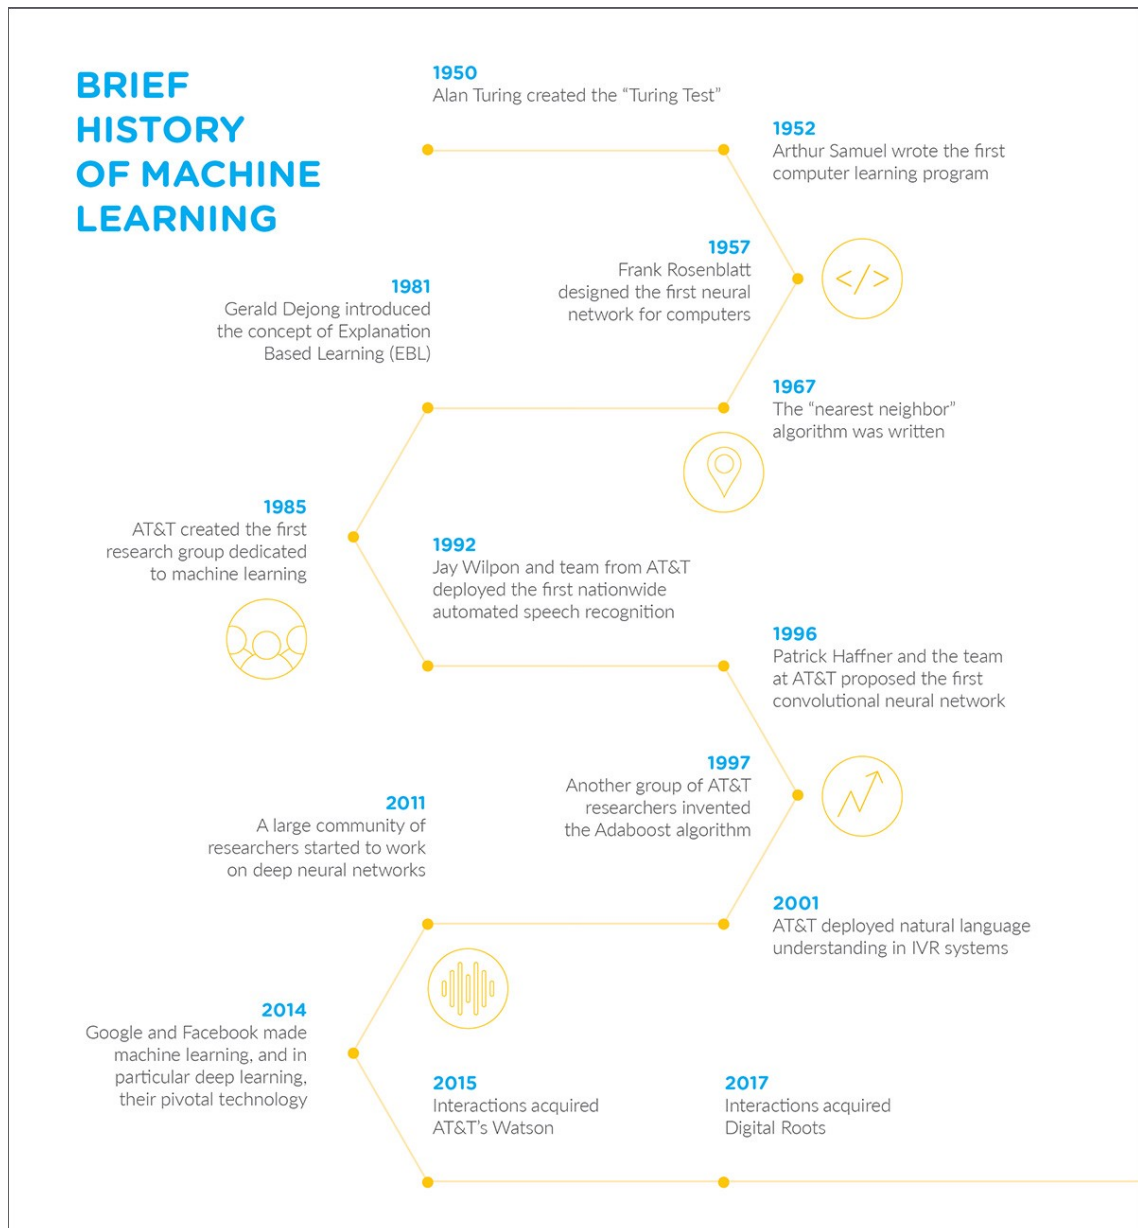 BRIEF
HISTORY
OF MACHINE
LEARNING
1950
Alan Turing created the “Turing Test”
1952
Arthur Samuel wrote the first
computer learning program
1957
Frank Rosenblatt
designed the first neural
network for computers
1967
The “nearest neighbor”
algorithm was written
1981
Gerald Dejong introduced
the concept of Explanation
Based Learning (EBL)
1985
AT&T created the first
research group dedicated
to machine learning
1992
Jay Wilpon and team from AT&T
deployed the first nationwide
automated speech recognition
1996
Patrick Haffner and the team
at AT&T proposed the first
convolutional neural network
1997
Another group of AT&T
researchers invented
the Adaboost algorithm
2001
AT&T deployed natural language
understanding in IVR systems
2011
A large community of
researchers started to work
on deep neural networks
2014
Google and Facebook made
machine learning, and in
particular deep learning,
their pivotal technology
2015
Interactions acquired
AT&T’s Watson
2017
Interactions acquired
Digital Roots